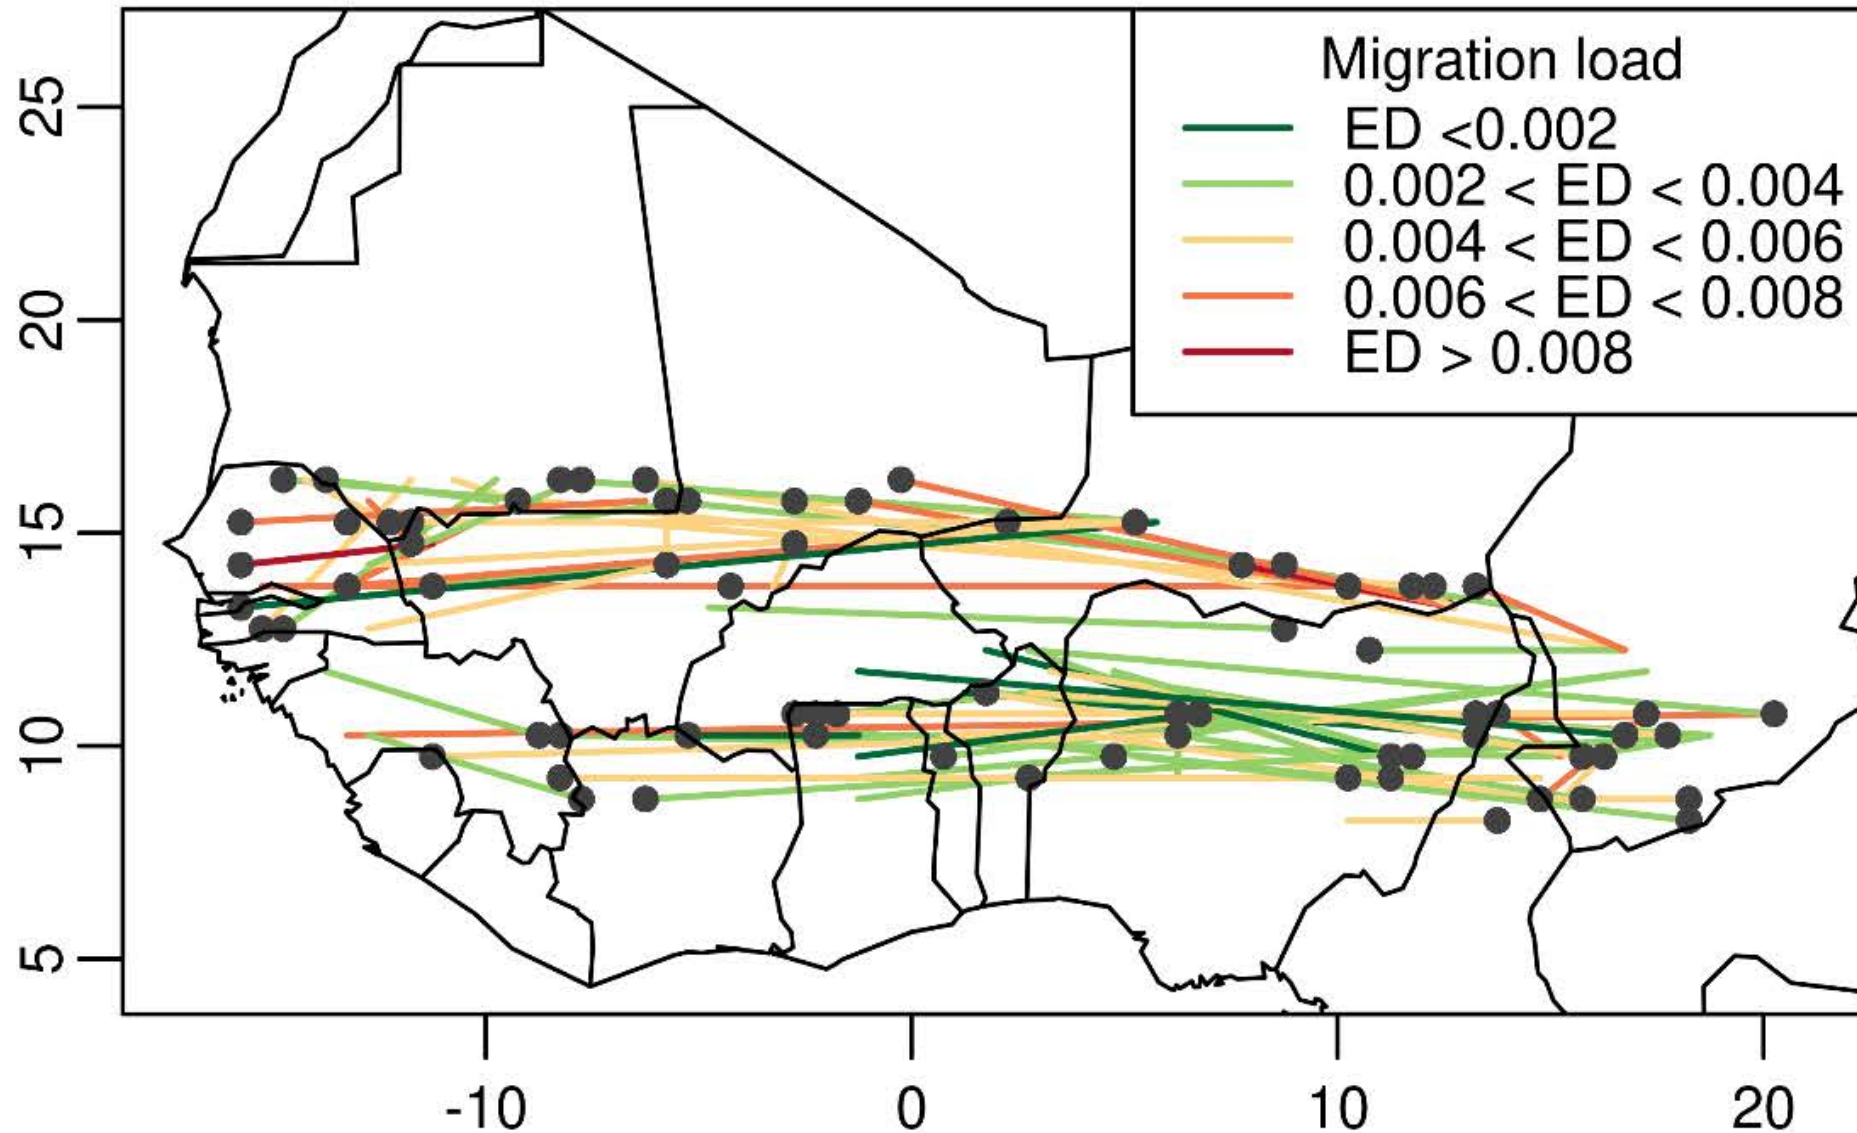 Migration load
ED <0.002
0.002 < ED < 0.004
0.004 < ED < 0.006
0.006 < ED < 0.008
ED > 0.008
25
20
15
10
5
-10
0
10
20